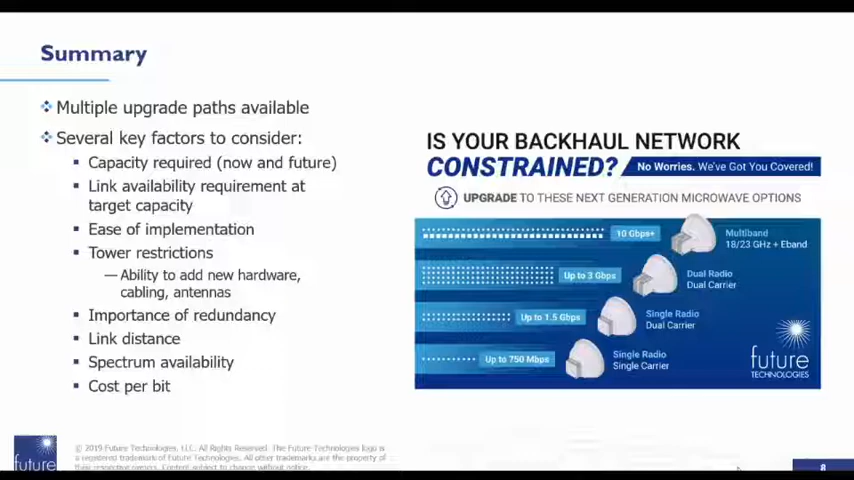 Summary
Multiple upgrade paths available
Several key factors to consider:
Capacity required (now and future)
Link availability requirement at
target capacity
Ease of implementation
Tower restrictions
—Ability to add new hardware,
cabling, antennas
Importance of redundancy
Link distance
Spectrum availability
Cost per bit
IS YOUR BACKHAUL NETWORK
CONSTRAINED? No Worries. We've Got You Covered!
UPGRADE TO THESE NEXT GENERATION MICROWAVE OPTIONS
10 Gbps+
Multiband
18/23 GHz + Eband
Up to 3 Gbps
Dual Radio
Dual Carrier
Up to 1.5 Gbps
Single Radio
Dual Carrier
Up to 750 Mbps
Single Radio
Single Carrier
future
TECHNOLOGIES
future
© 2019 Future Technologies, LLC. All Rights Reserved. The Future Technologies logo is
a registered trademark of Future Technologies. All other trademarks are the property of
their respective owners. Content subject to change without notice.
8